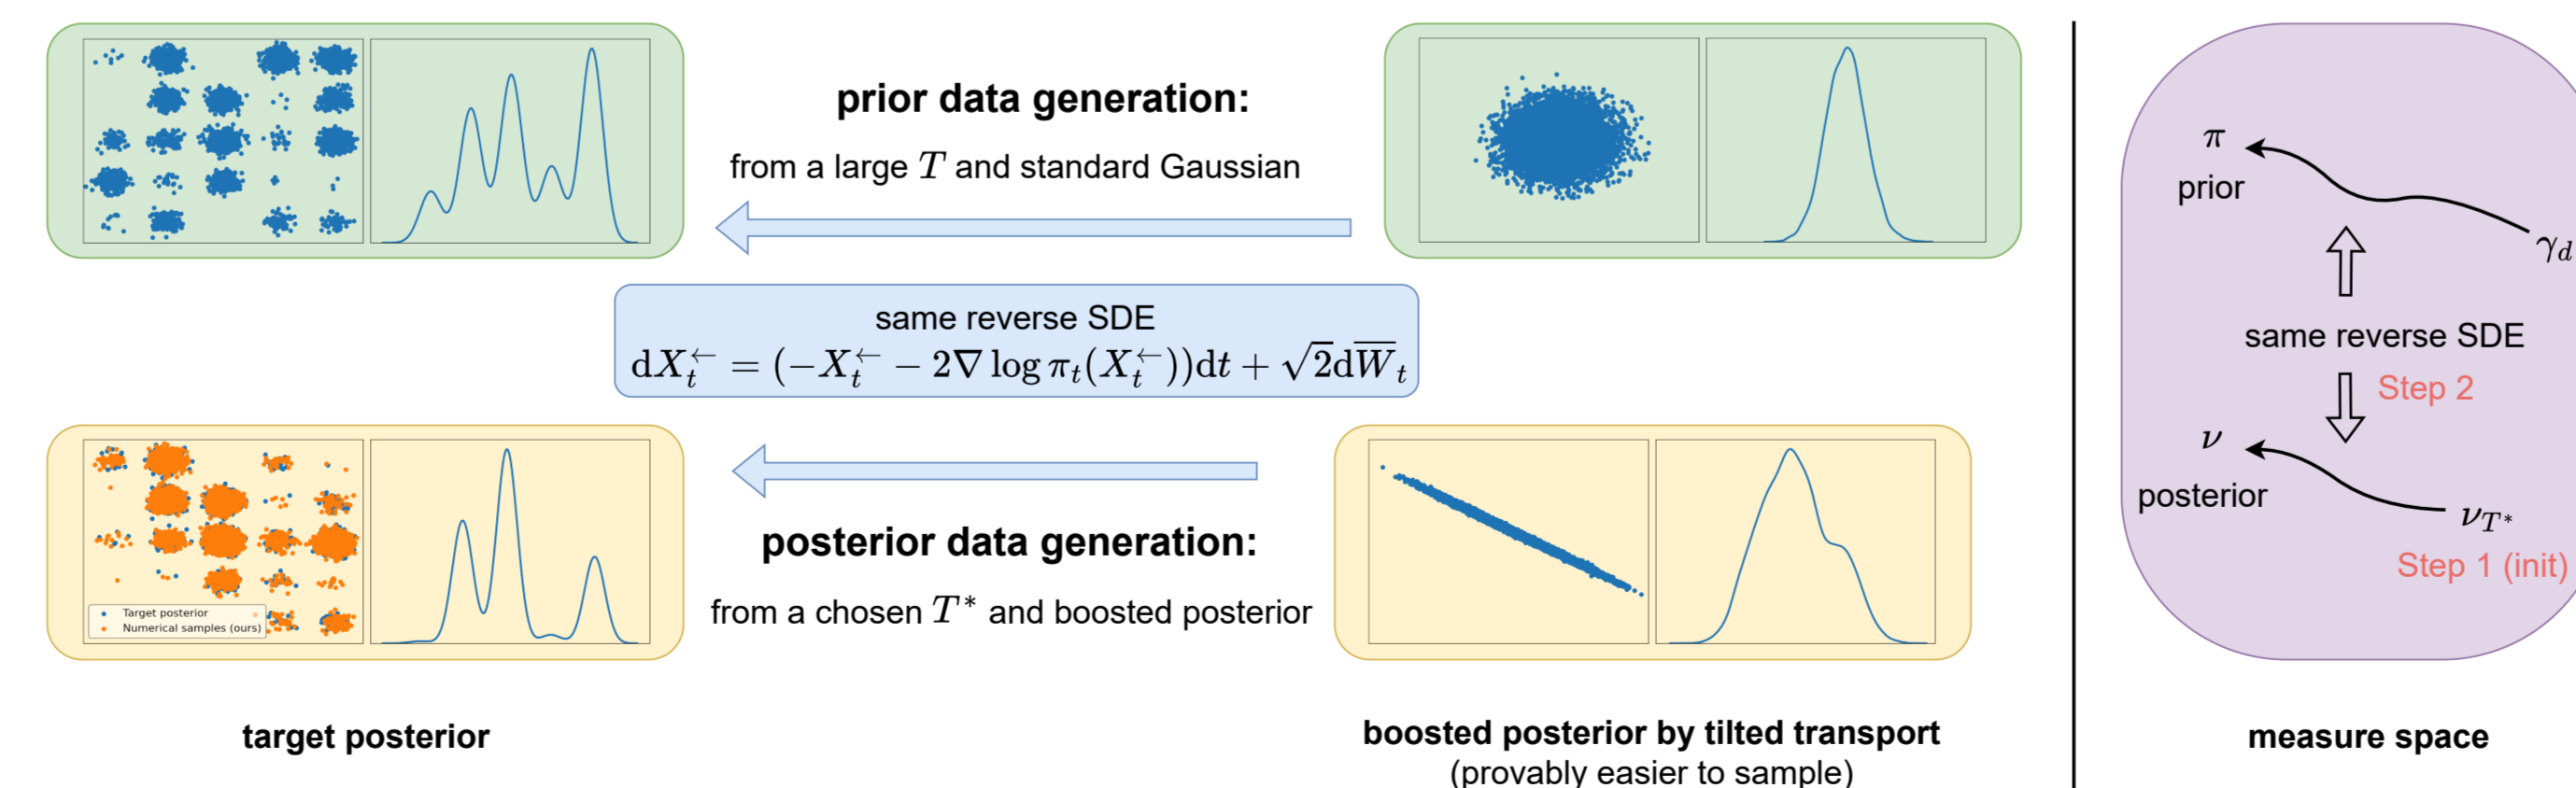 prior data generation:
from a large T and standard Gaussian
same reverse SDE
dX_t^← = (−X_t^← − 2∇ log π_t(X_t^←))dt + √2dW̅_t
Target posterior
Numerical samples (ours)
posterior data generation:
from a chosen T* and boosted posterior
target posterior
boosted posterior by tilted transport
(provably easier to sample)
π
prior
γ_d
same reverse SDE
Step 2
ν
posterior
ν_{T*}
Step 1 (init)
measure space